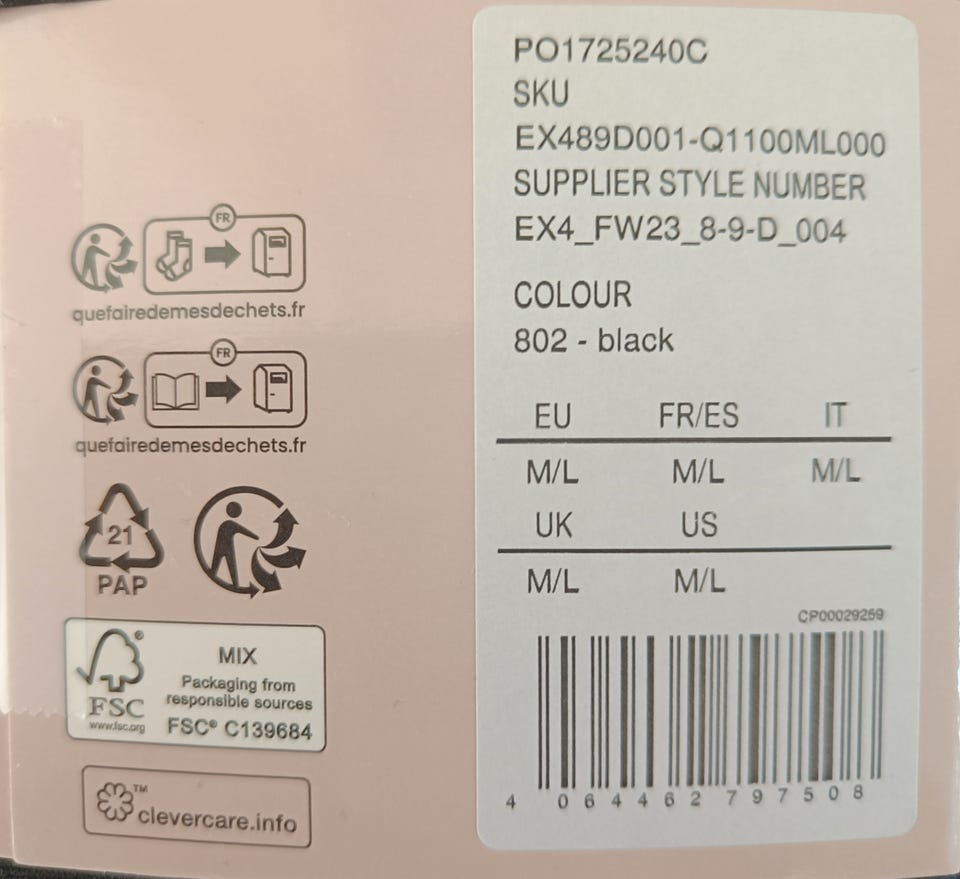 FR
quefairedemesdechets.fr
FR
quefairedemesdechets.fr
21
PAP
FSC
www.fsc.org
MIX
Packaging from
responsible sources
FSC® C139684
™
clevercare.info
PO1725240C
SKU
EX489D001-Q1100ML000
SUPPLIER STYLE NUMBER
EX4_FW23_8-9-D_004
COLOUR
802 - black
EU FR/ES IT
M/L M/L M/L
UK US
M/L M/L
CP00029259
4 064462 797508